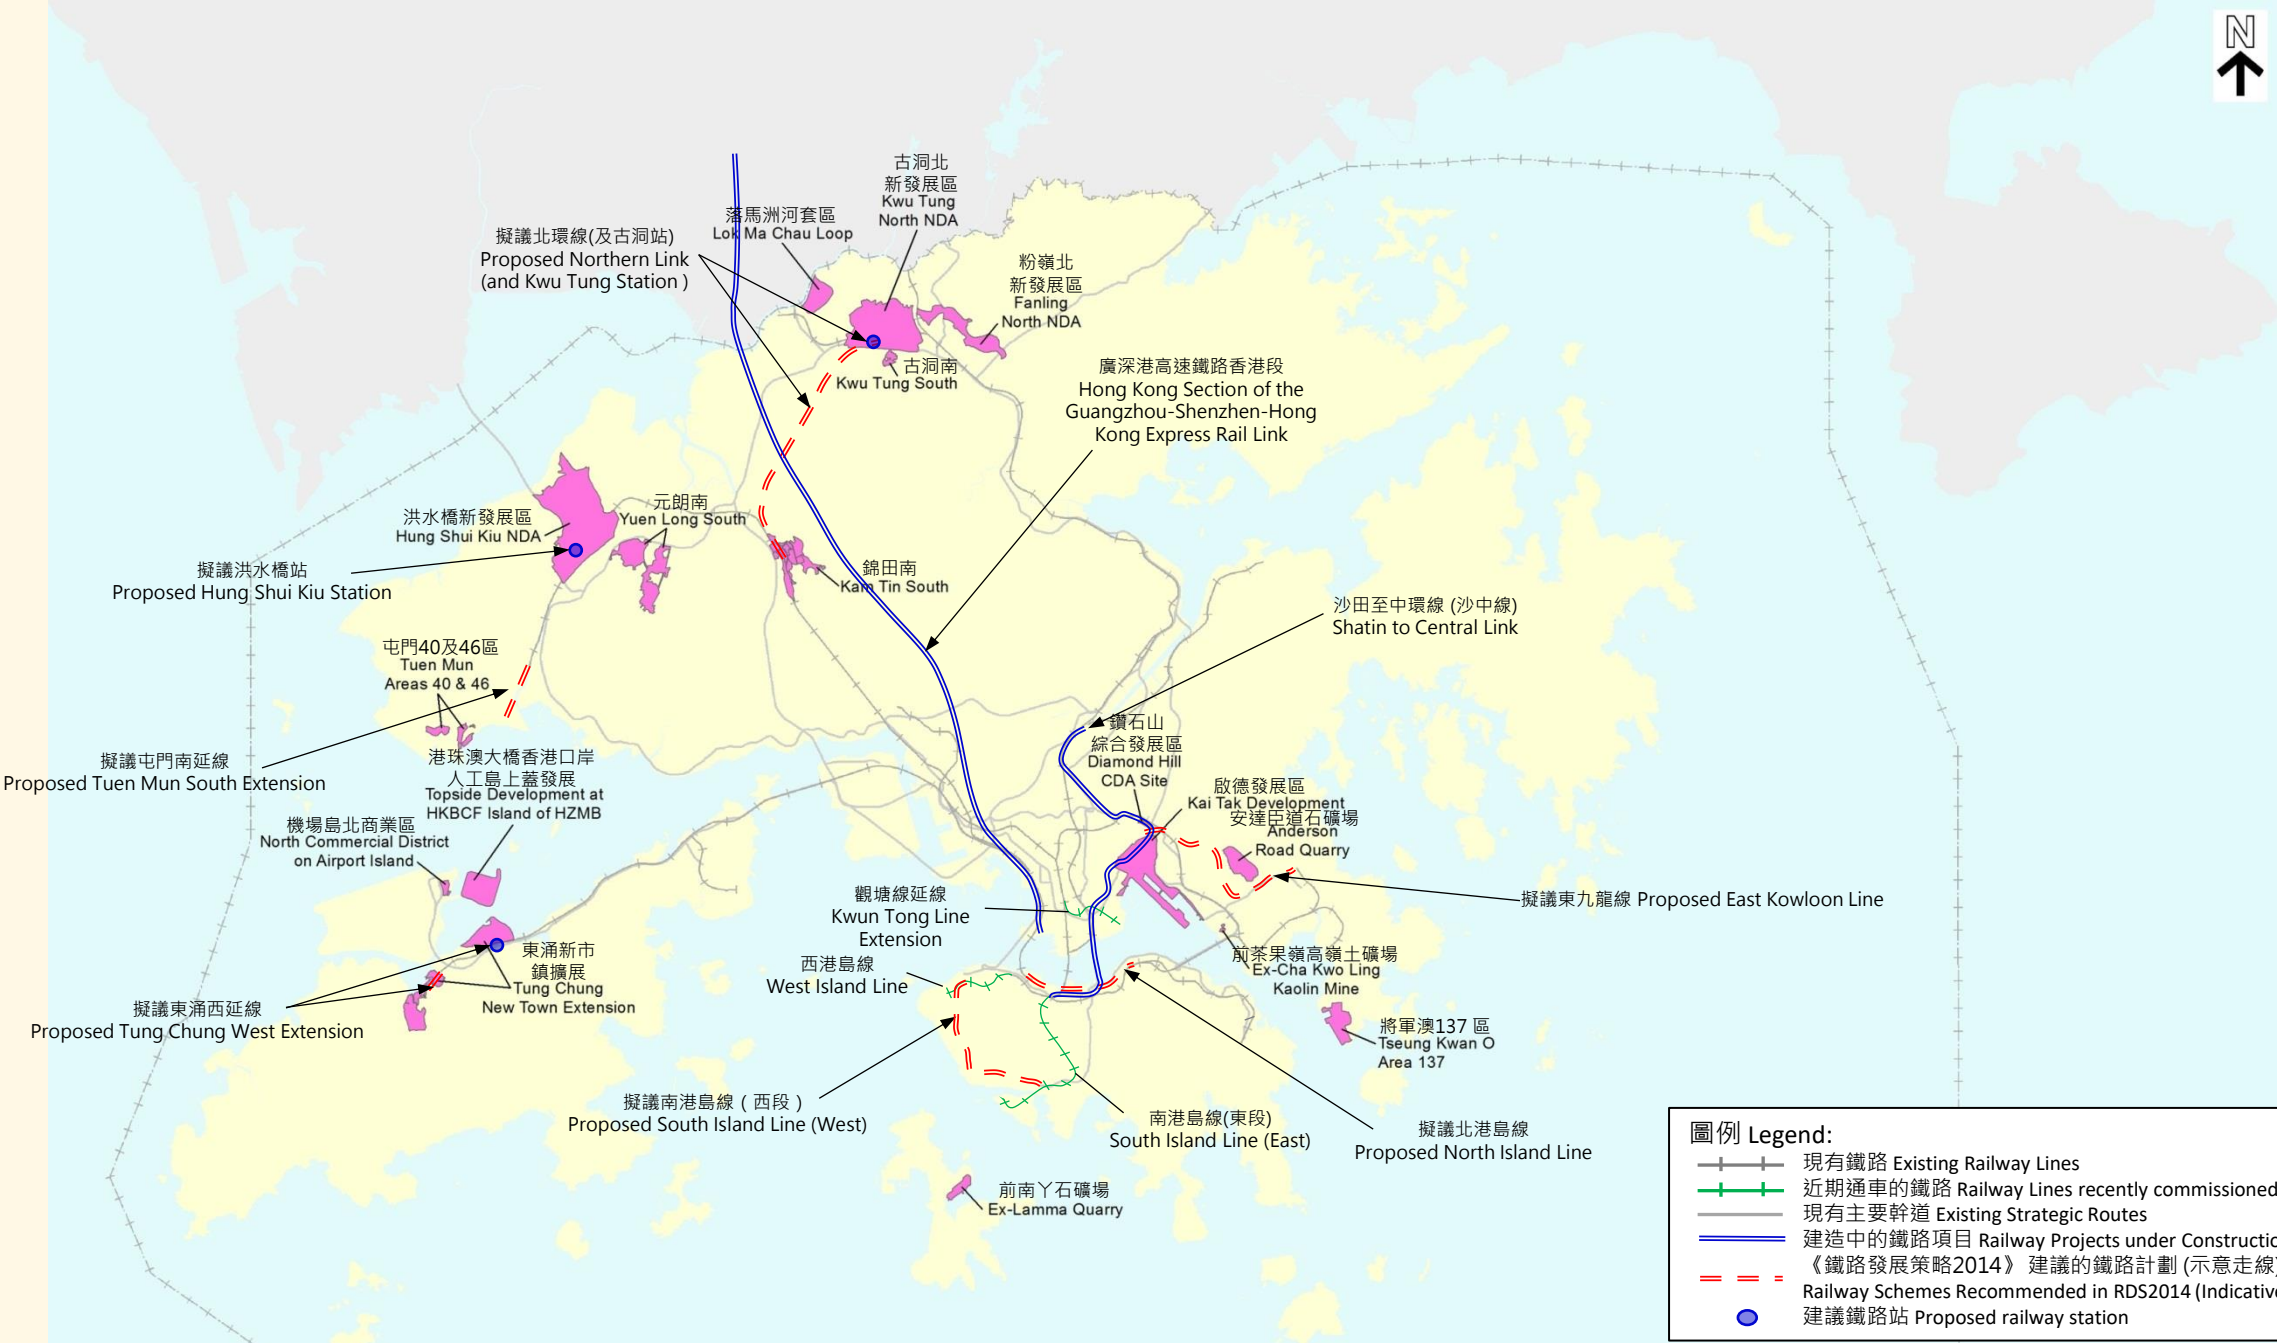 N
古洞北
新發展區
Kwu Tung
North NDA
落馬洲河套區
Lok Ma Chau Loop
擬議北環線(及古洞站)
Proposed Northern Link
(and Kwu Tung Station )
粉嶺北
新發展區
Fanling
North NDA
古洞南
Kwu Tung South
廣深港高速鐵路香港段
Hong Kong Section of the
Guangzhou-Shenzhen-Hong
Kong Express Rail Link
元朗南
Yuen Long South
洪水橋新發展區
Hung Shui Kiu NDA
擬議洪水橋站
Proposed Hung Shui Kiu Station
錦田南
Kam Tin South
沙田至中環線 (沙中線)
Shatin to Central Link
屯門40及46區
Tuen Mun
Areas 40 & 46
擬議屯門南延線
Proposed Tuen Mun South Extension
港珠澳大橋香港口岸
人工島上蓋發展
Topside Development at
HKBCF Island of HZMB
機場島北商業區
North Commercial District
on Airport Island
鑽石山
綜合發展區
Diamond Hill
CDA Site
啟德發展區
Kai Tak Development
安達臣道石礦場
Anderson
Road Quarry
擬議東九龍線 Proposed East Kowloon Line
觀塘線延線
Kwun Tong Line
Extension
西港島線
West Island Line
東涌新市
鎮擴展
Tung Chung
New Town Extension
擬議東涌西延線
Proposed Tung Chung West Extension
前茶果嶺高嶺土礦場
Ex-Cha Kwo Ling
Kaolin Mine
將軍澳137 區
Tseung Kwan O
Area 137
擬議南港島線 ( 西段 )
Proposed South Island Line (West)
南港島線(東段)
South Island Line (East)
擬議北港島線
Proposed North Island Line
前南丫石礦場
Ex-Lamma Quarry
圖例 Legend:
現有鐵路 Existing Railway Lines
近期通車的鐵路 Railway Lines recently commissioned
現有主要幹道 Existing Strategic Routes
建造中的鐵路項目 Railway Projects under Constructio
《鐵路發展策略2014》 建議的鐵路計劃 (示意走線)
Railway Schemes Recommended in RDS2014 (Indicative
建議鐵路站 Proposed railway station